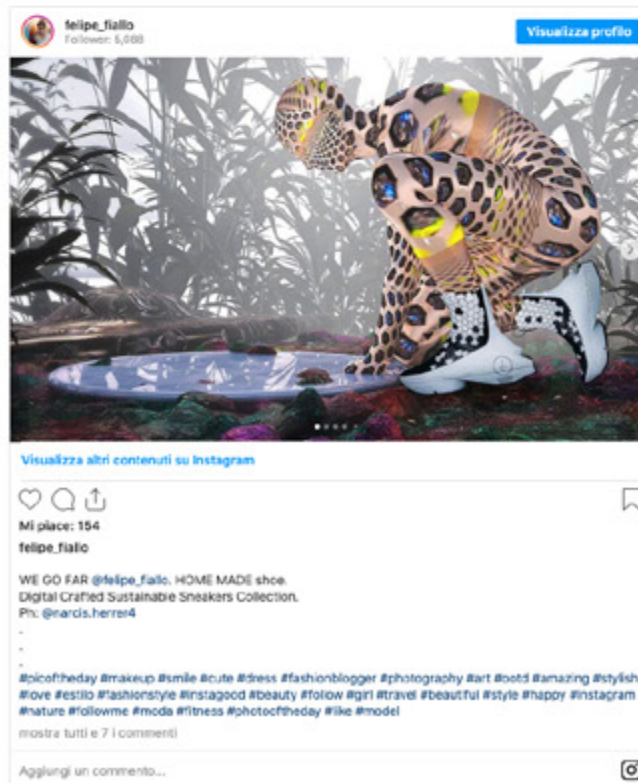 felipe_fiallo
Follower: 5,088
Visualizza profilo
Visualizza altri contenuti su Instagram
Mi piace: 154
felipe_fiallo
WE GO FAR @felipe_fiallo. HOME MADE shoe.
Digital Crafted Sustainable Sneakers Collection.
Ph: @narcis.herrer4
.
.
.
#picoftheday #makeup #smile #cute #dress #fashionblogger #photography #art #ootd #amazing #stylish
#love #estilo #fashionstyle #instagood #beauty #follow #girl #travel #beautiful #style #happy #instagram
#nature #followme #moda #fitness #photooftheday #like #model
mostra tutti e 7 i commenti
Aggiungi un commento...